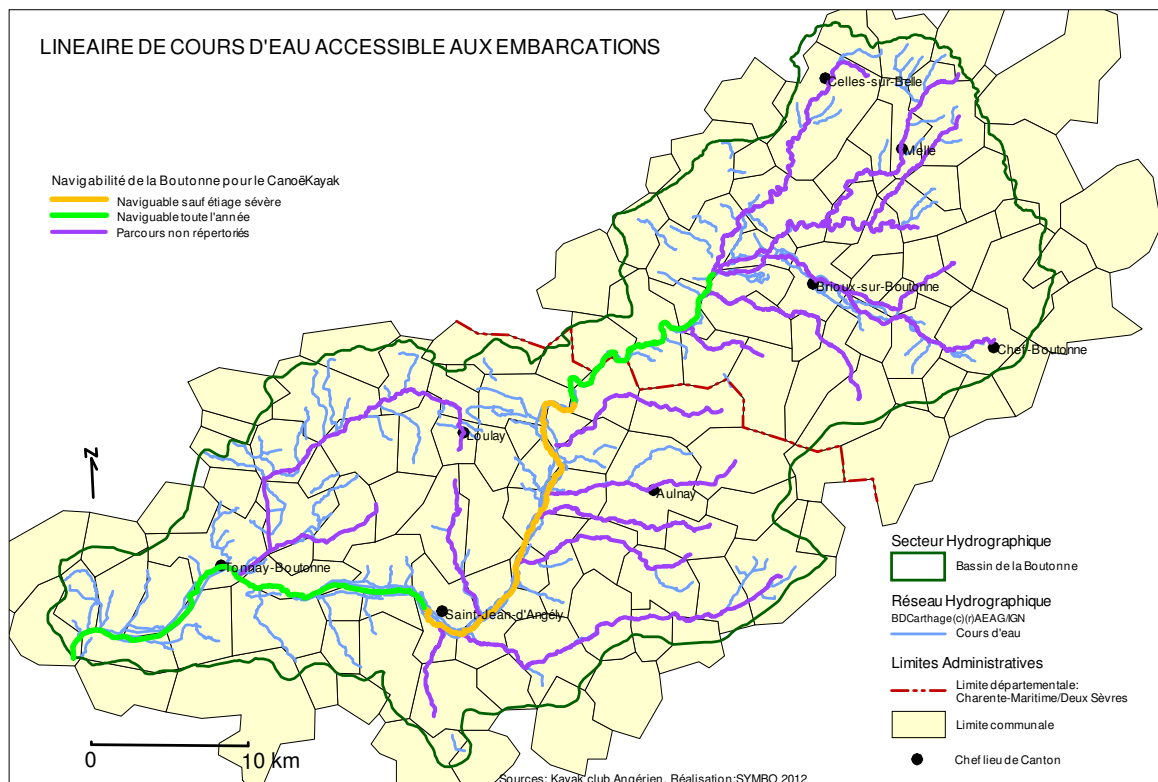 LINEAIRE DE COURS D'EAU ACCESSIBLE AUX EMBARCATIONS
Navigabilité de la Boutonne pour le CanoëKayak
Naviguable sauf étiage sévère
Naviguable toute l'année
Parcours non répertoriés
Celles-sur-Belle
Melle
Brioux-sur-Boutonne
Chef-Boutonne
Loulay
Aulnay
Tonnay-Boutonne
Saint-Jean-d'Angély
N
0
10 km
Secteur Hydrographique
Bassin de la Boutonne
Réseau Hydrographique
BDCarthage(c)(r)AEAG/IGN
Cours d'eau
Limites Administratives
Limite départementale:
Charente-Maritime/Deux Sèvres
Limite communale
Chef lieu de Canton
Sources: Kayak club Angérien, Réalisation:SYMBO 2012